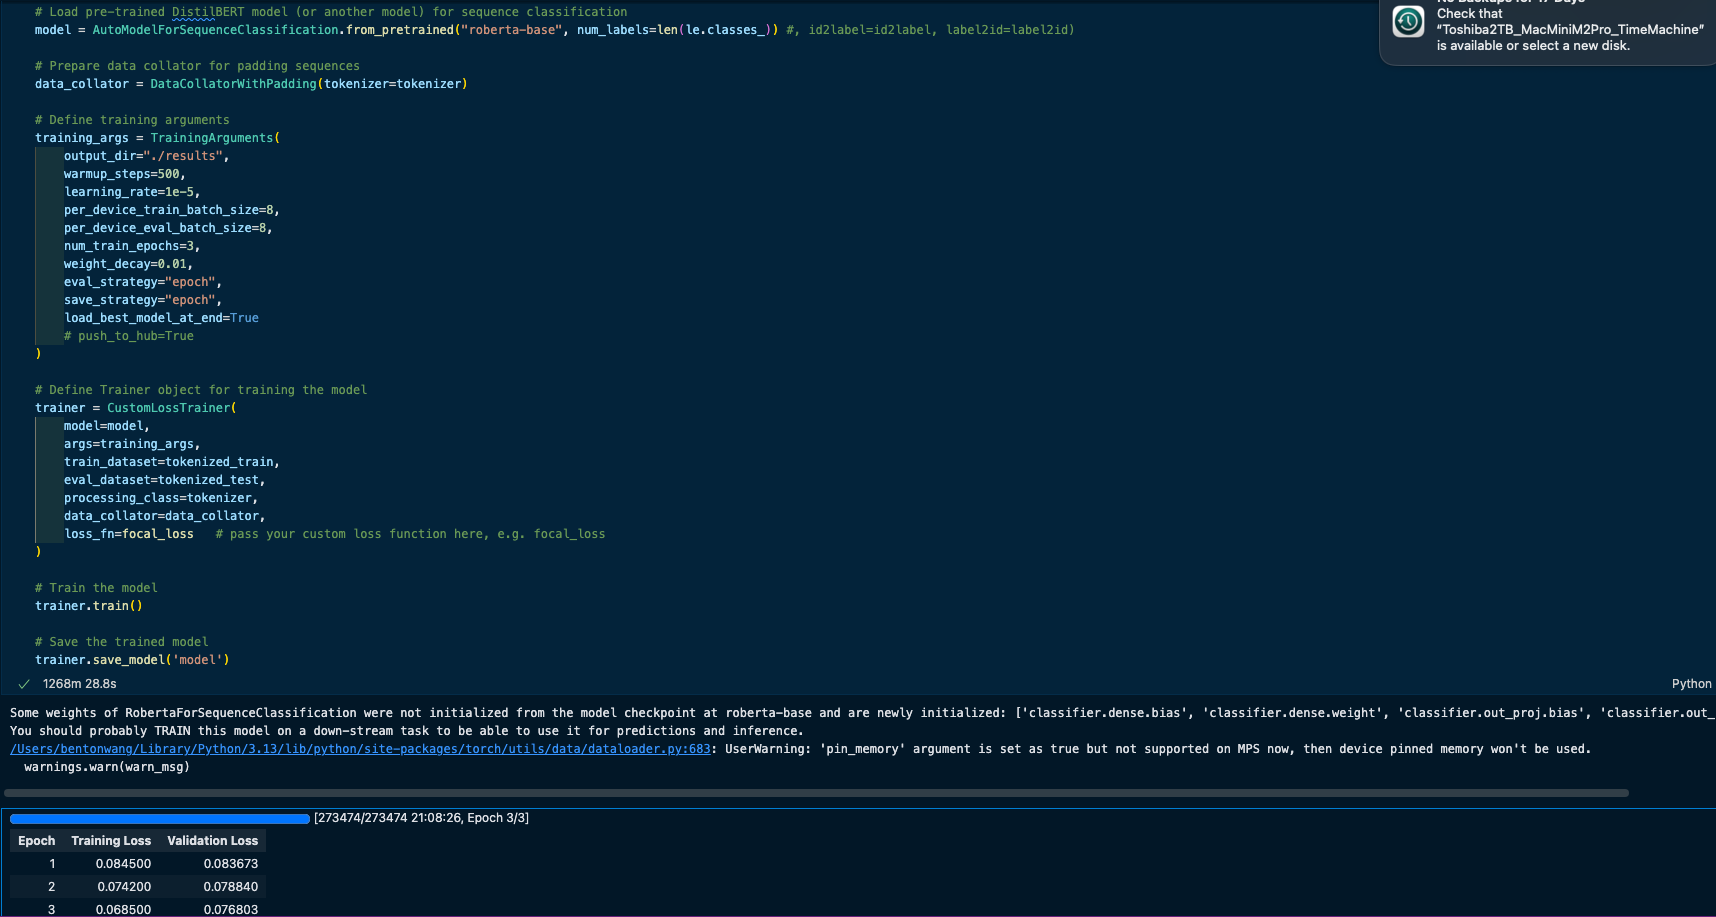 # Load pre-trained DistilBERT model (or another model) for sequence classification
model = AutoModelForSequenceClassification.from_pretrained("roberta-base", num_labels=len(le.classes_)) #, id2label=id2label, label2id=label2id)
# Prepare data collator for padding sequences
data_collator = DataCollatorWithPadding(tokenizer=tokenizer)
# Define training arguments
training_args = TrainingArguments(
output_dir="./results",
warmup_steps=500,
learning_rate=1e-5,
per_device_train_batch_size=8,
per_device_eval_batch_size=8,
num_train_epochs=3,
weight_decay=0.01,
eval_strategy="epoch",
save_strategy="epoch",
load_best_model_at_end=True
# push_to_hub=True
)
# Define Trainer object for training the model
trainer = CustomLossTrainer(
model=model,
args=training_args,
train_dataset=tokenized_train,
eval_dataset=tokenized_test,
processing_class=tokenizer,
data_collator=data_collator,
loss_fn=focal_loss # pass your custom loss function here, e.g. focal_loss
)
# Train the model
trainer.train()
# Save the trained model
trainer.save_model('model')
1268m 28.8s
Python
Some weights of RobertaForSequenceClassification were not initialized from the model checkpoint at roberta-base and are newly initialized: ['classifier.dense.bias', 'classifier.dense.weight', 'classifier.out_proj.bias', 'classifier.out_
You should probably TRAIN this model on a down-stream task to be able to use it for predictions and inference.
/Users/bentonwang/Library/Python/3.13/lib/python/site-packages/torch/utils/data/dataloader.py:683: UserWarning: 'pin_memory' argument is set as true but not supported on MPS now, then device pinned memory won't be used.
warnings.warn(warn_msg)
[273474/273474 21:08:26, Epoch 3/3]
Epoch Training Loss Validation Loss
1 0.084500 0.083673
2 0.074200 0.078840
3 0.068500 0.076803
No Backups for 17 Days
Check that
“Toshiba2TB_MacMiniM2Pro_TimeMachine”
is available or select a new disk.